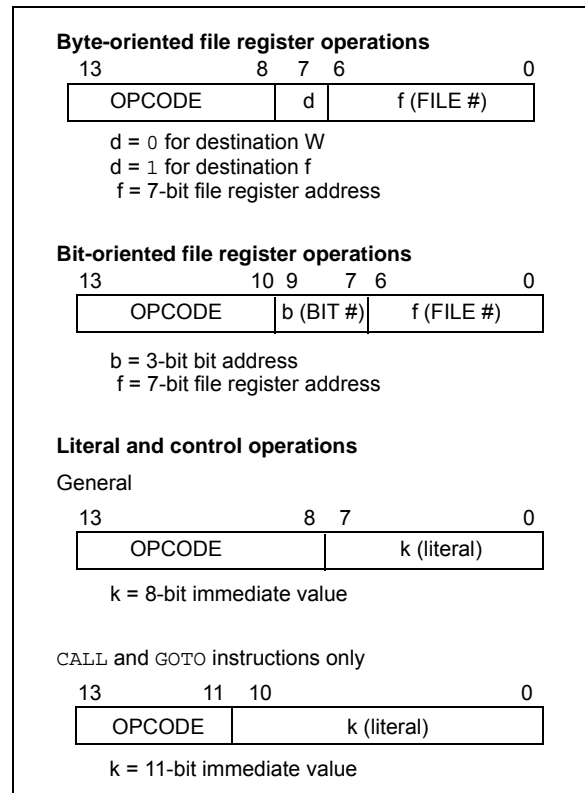 Byte-oriented file register operations
13 8 7 6 0
OPCODE d f (FILE #)
d = 0 for destination W
d = 1 for destination f
f = 7-bit file register address
Bit-oriented file register operations
13 10 9 7 6 0
OPCODE b (BIT #) f (FILE #)
b = 3-bit bit address
f = 7-bit file register address
Literal and control operations
General
13 8 7 0
OPCODE k (literal)
k = 8-bit immediate value
CALL and GOTO instructions only
13 11 10 0
OPCODE k (literal)
k = 11-bit immediate value